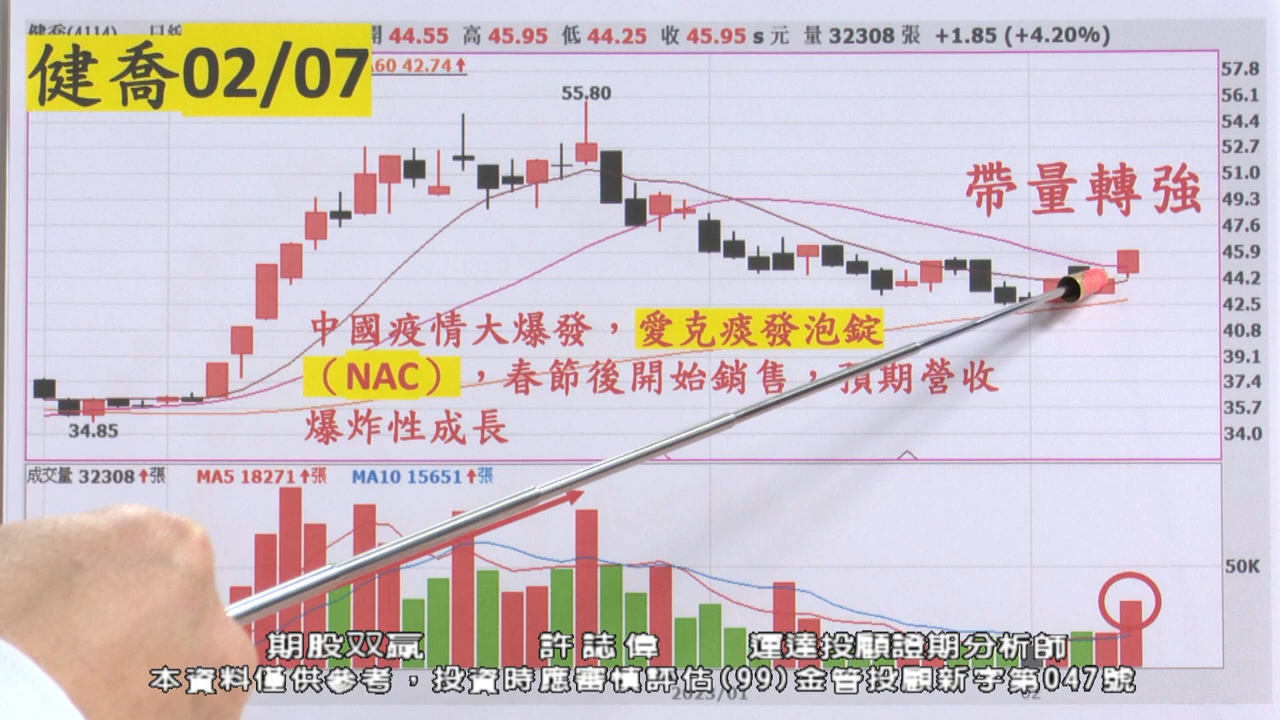 開 44.55 高 45.95 低 44.25 收 45.95 s 元 量 32308 張 +1.85 (+4.20%)
健喬02/07
60 42.74↑
55.80
57.8
56.1
54.4
52.7
51.0
49.3
47.6
45.9
44.2
42.5
40.8
39.1
37.4
35.7
34.0
帶量轉強
中國疫情大爆發，愛克痰發泡錠
（NAC），春節後開始銷售，預期營收
爆炸性成長
34.85
成交量 32308↑張 MA5 18271↑張 MA10 15651↑張
50K
期股双贏 許誌偉 運達投顧證期分析師
本資料僅供參考，投資時應審慎評估(99)金管投顧新字第047號
2023/01
02